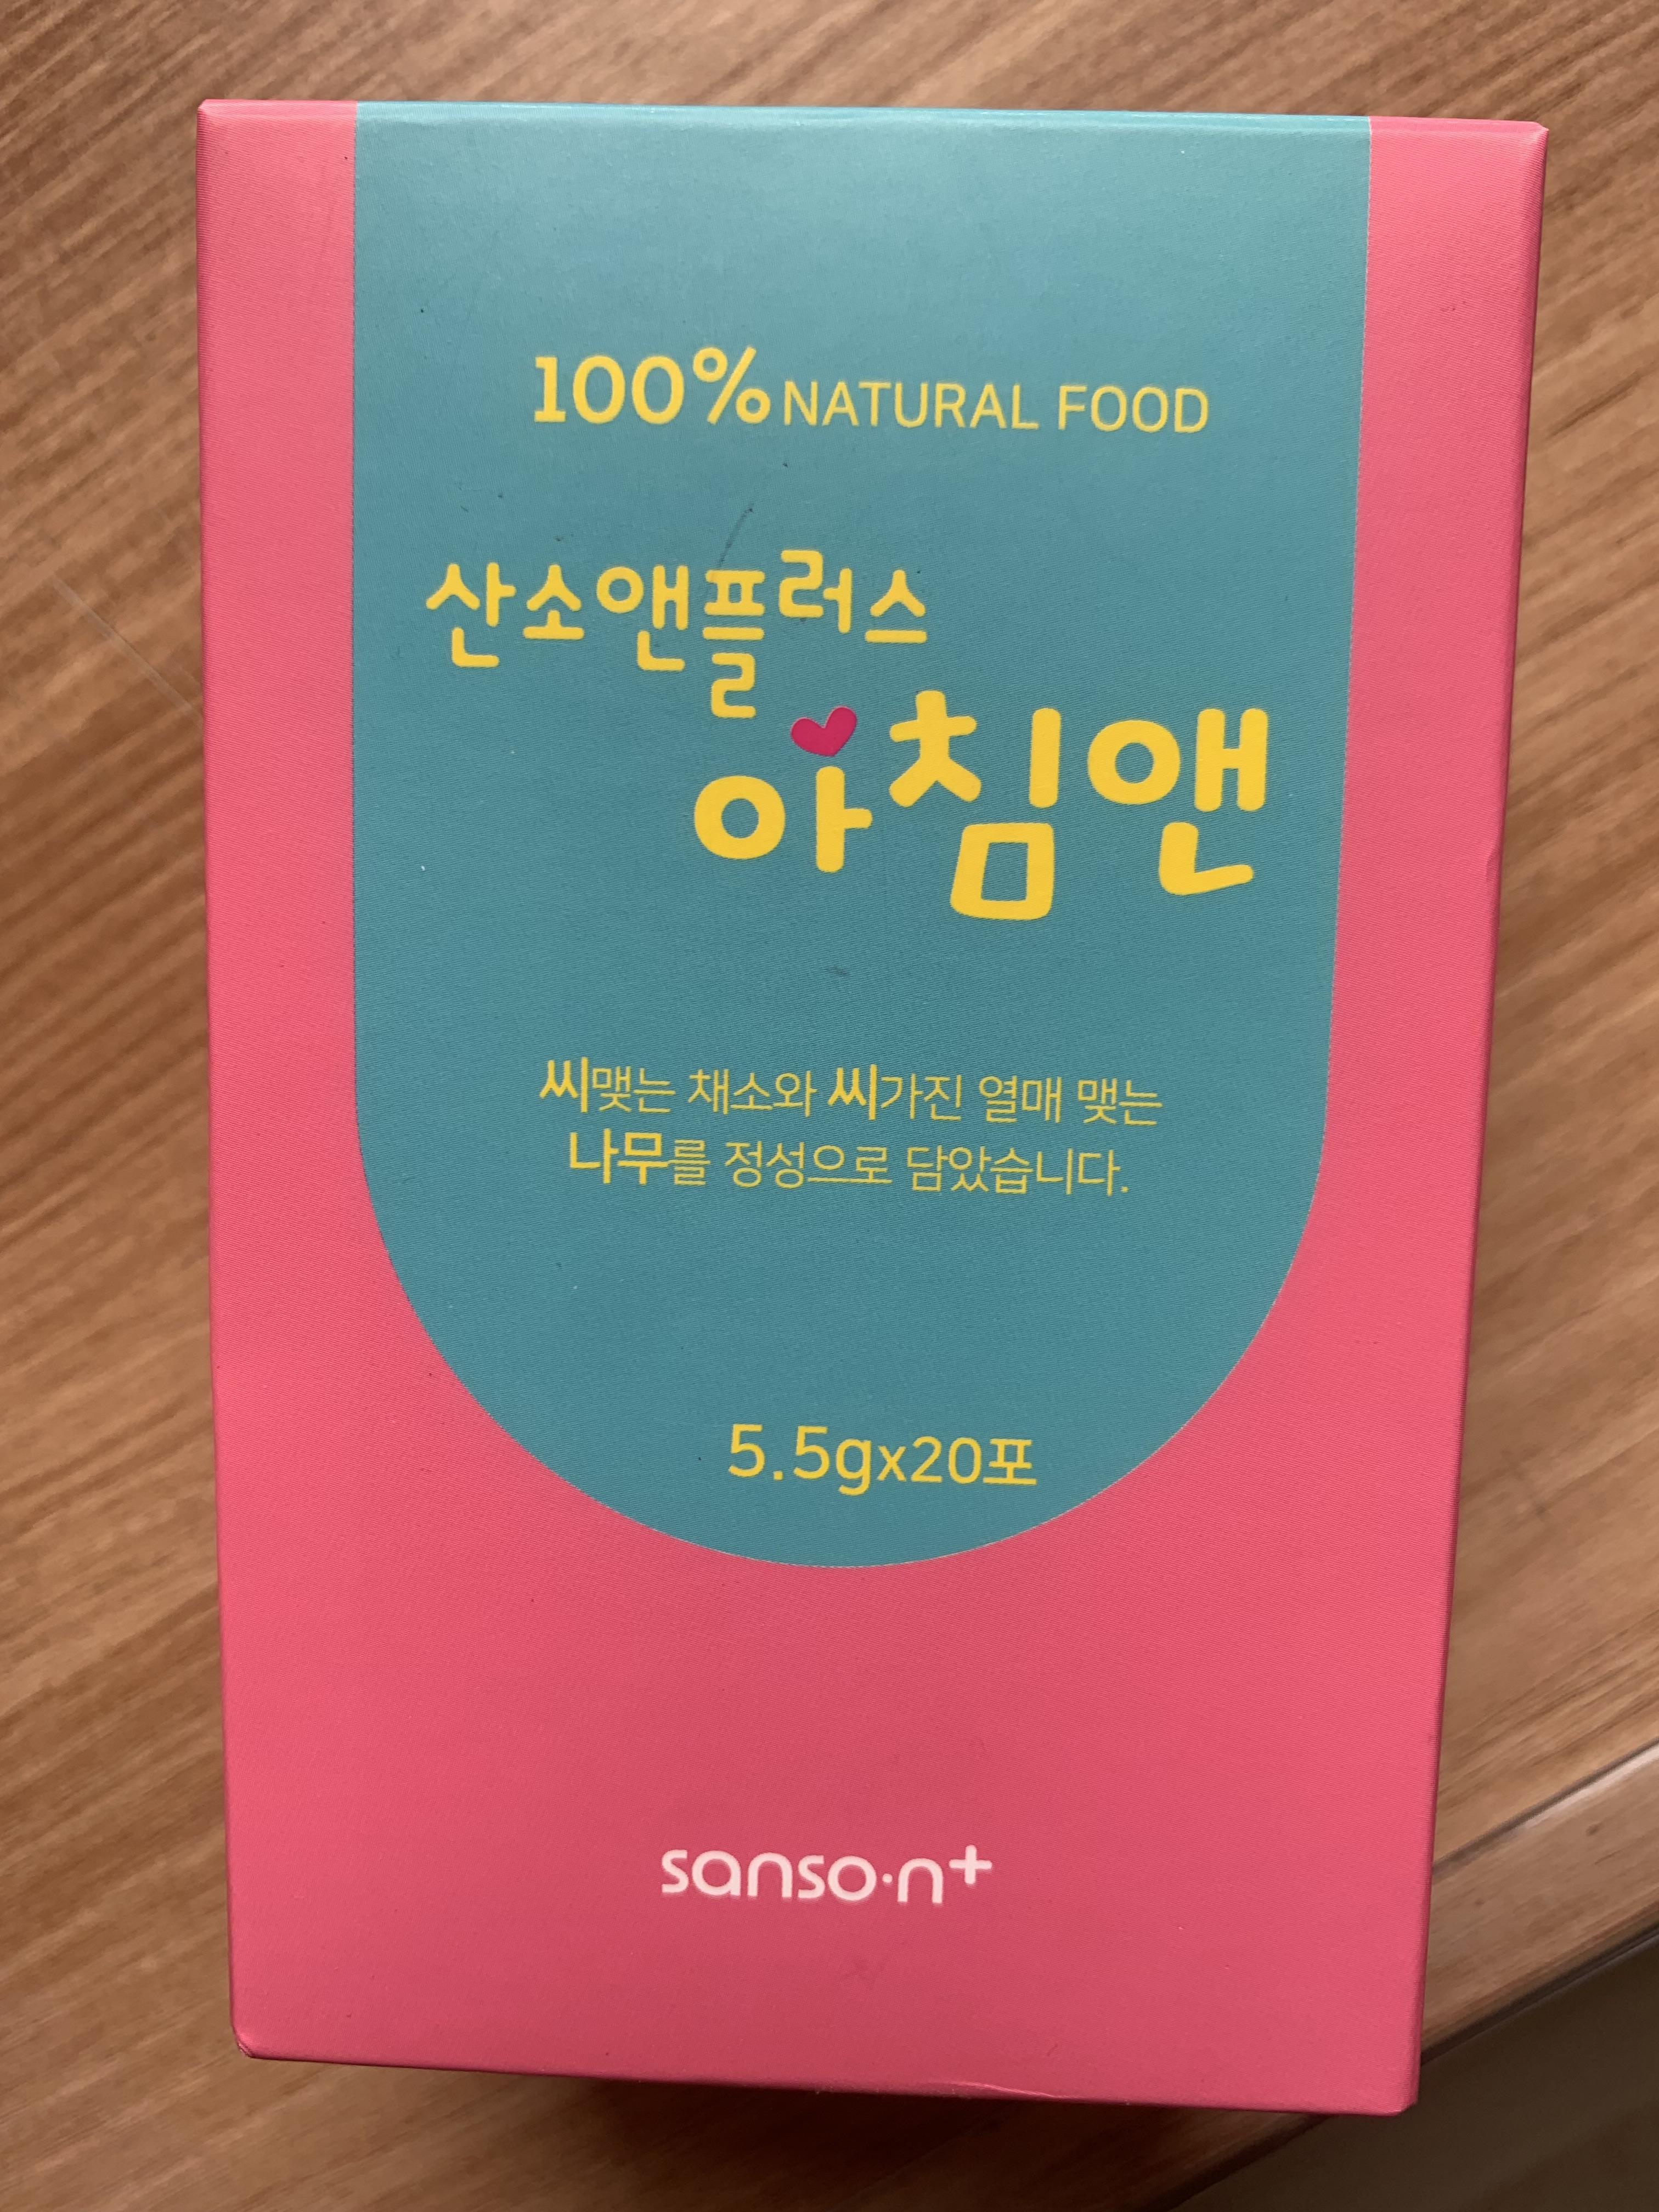 100% NATURAL FOOD
산소앤플러스
아침앤
씨맺는 채소와 씨가진 열매 맺는
나무를 정성으로 담았습니다.
5.5gx20포
sanso·n+